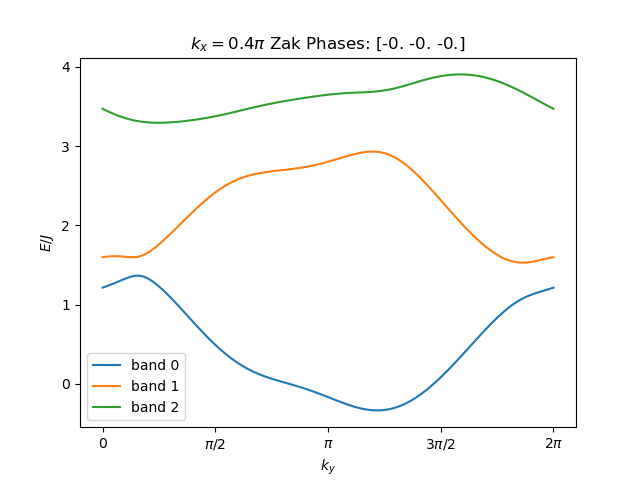 $k_x = 0.4\pi$ Zak Phases: [-0. -0. -0.]
E/J
4
3
2
1
0
band 0
band 1
band 2
0
π/2
π
3π/2
2π
$k_y$